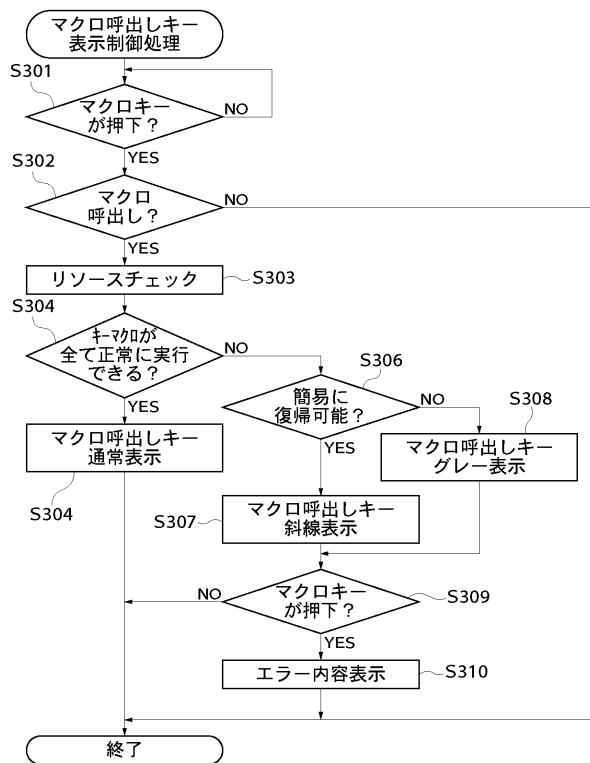 マクロ呼出しキー
表示制御処理
S301
マクロキー
が押下？
NO
YES
S302
マクロ
呼出し？
NO
YES
リソースチェック
S303
S304
ｷｰﾏｸﾛが
全て正常に実行
できる？
NO
YES
S306
簡易に
復帰可能？
NO
YES
S308
マクロ呼出しキー
グレー表示
マクロ呼出しキー
通常表示
S304
S307
マクロ呼出しキー
斜線表示
マクロキー
が押下？
S309
NO
YES
エラー内容表示
S310
終了